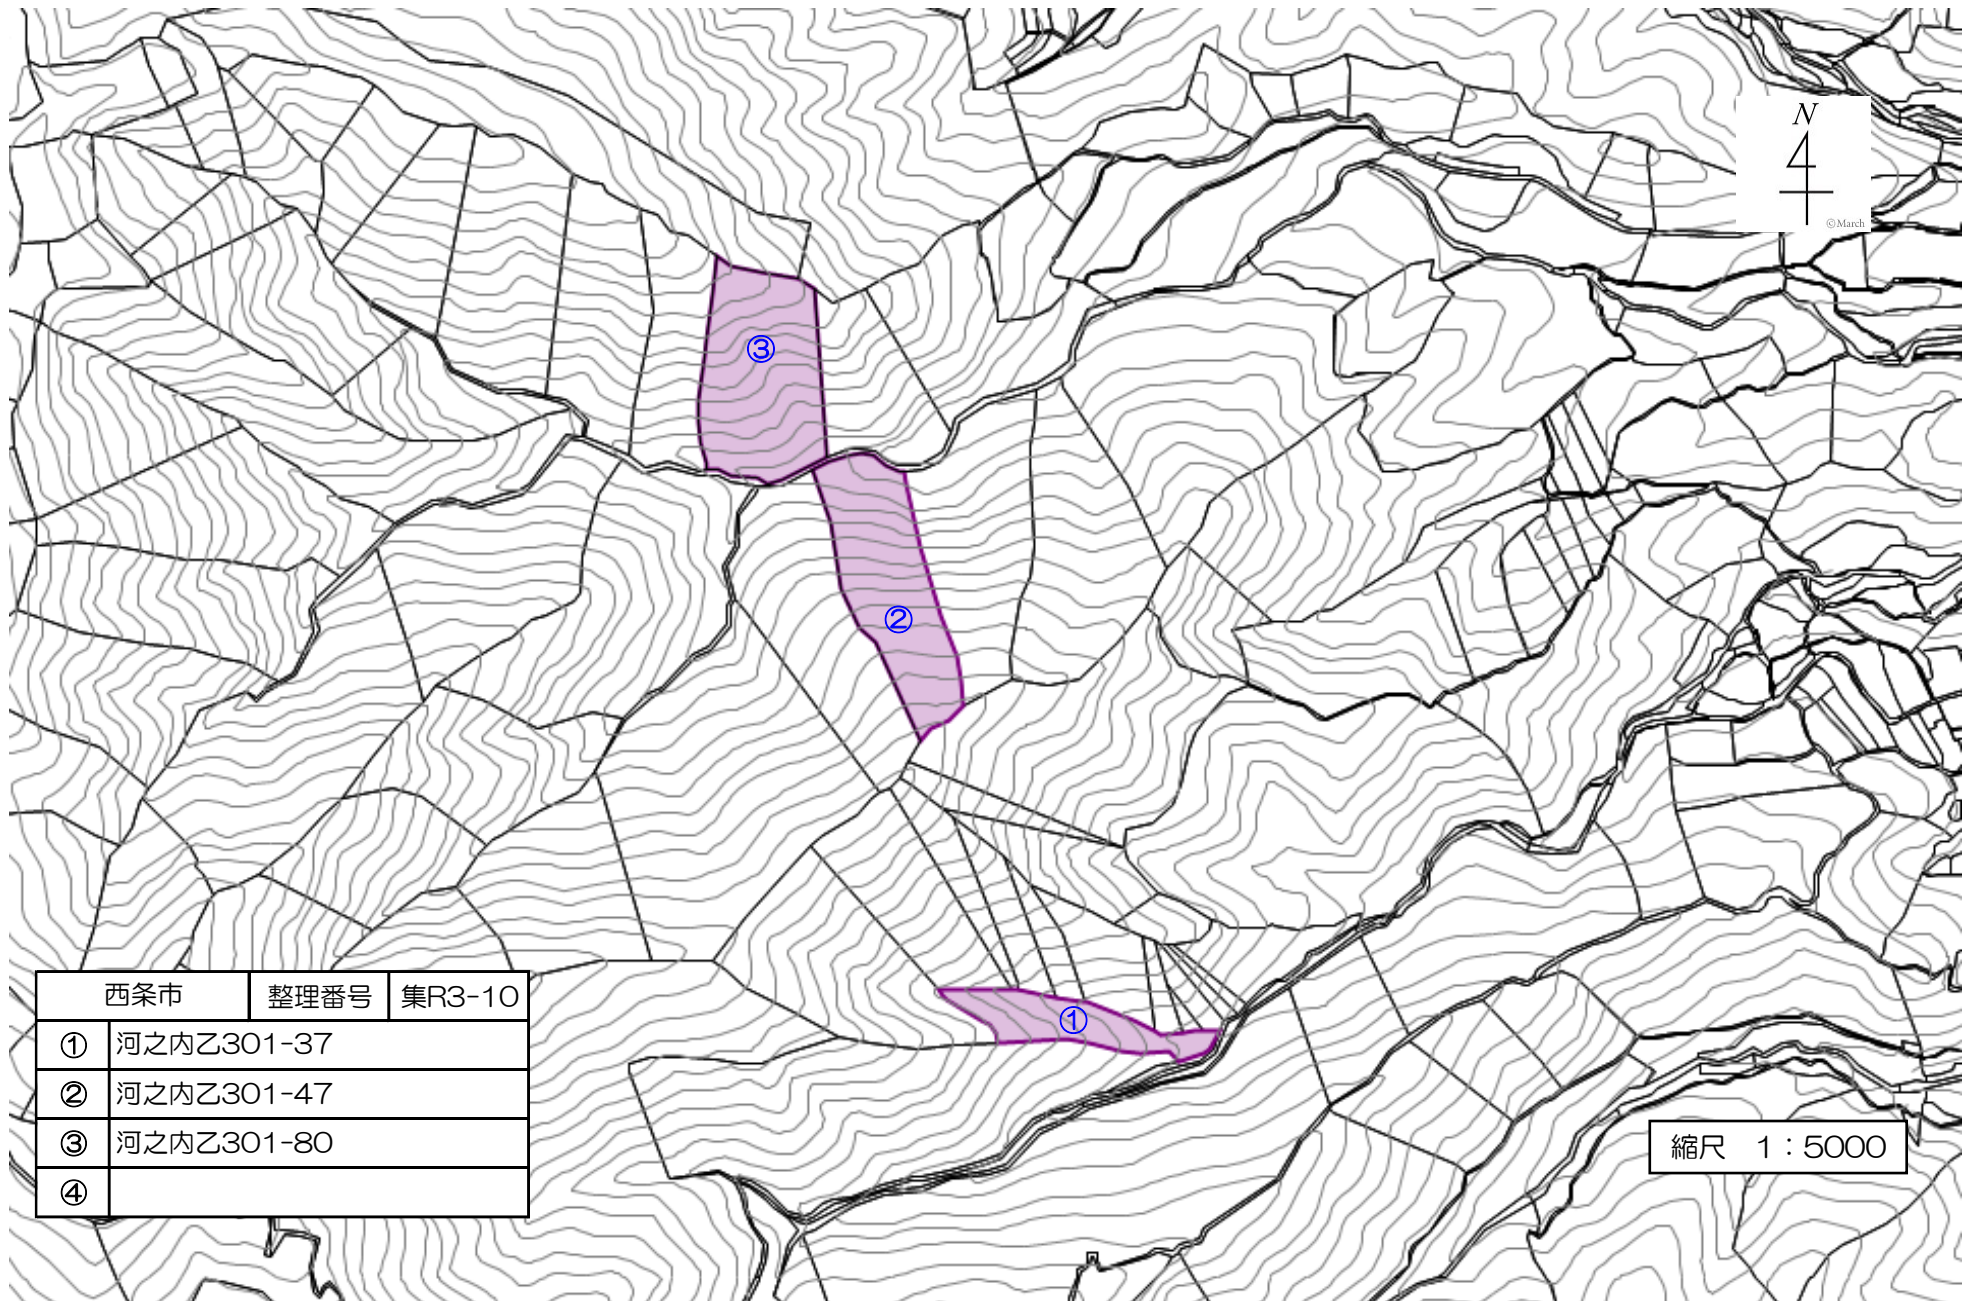 N
©March
③
②
①
西条市 整理番号 集R3-10
① 河之内乙301-37
② 河之内乙301-47
③ 河之内乙301-80
④
縮尺　1：5000